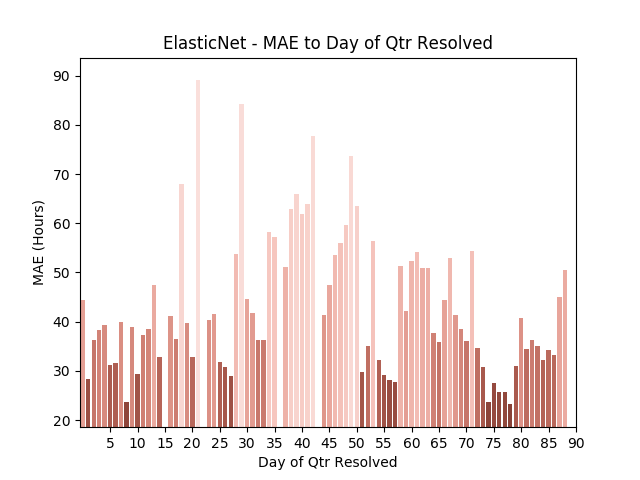 ElasticNet - MAE to Day of Qtr Resolved
MAE (Hours)
90
80
70
60
50
40
30
20
5 10 15 20 25 30 35 40 45 50 55 60 65 70 75 80 85 90
Day of Qtr Resolved